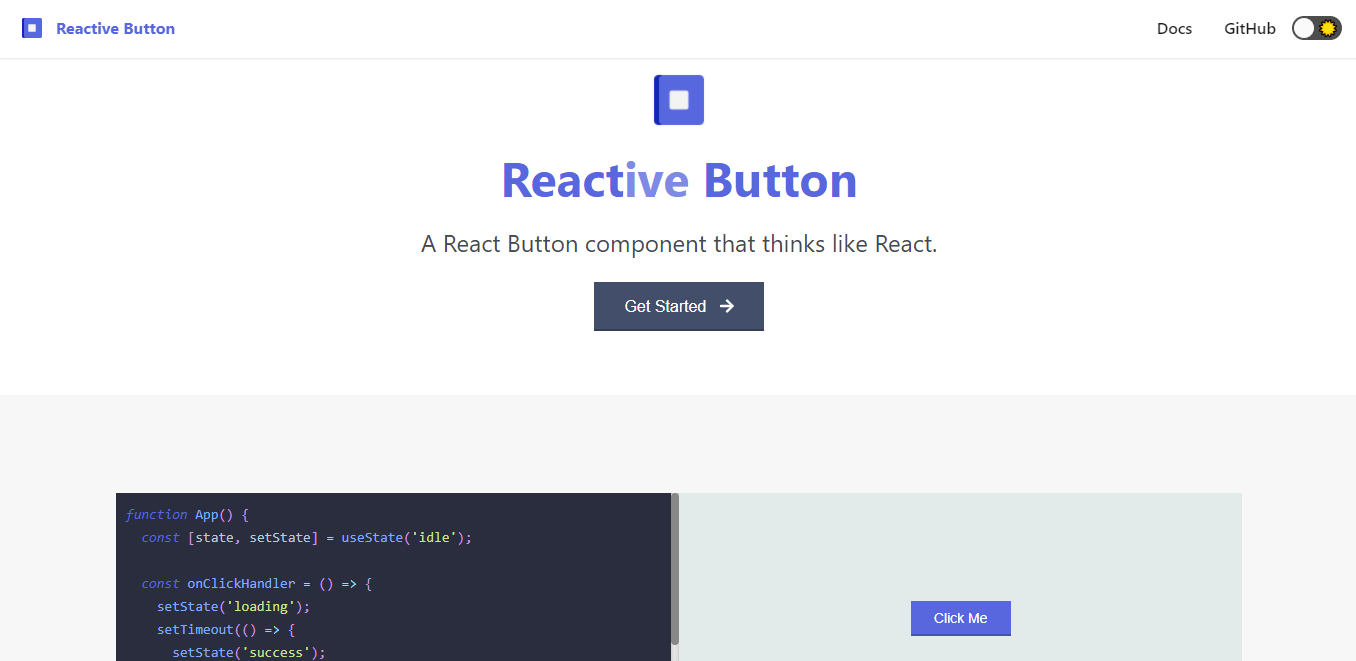 Reactive Button
Docs
GitHub
Reactive Button
A React Button component that thinks like React.
Get Started
function App() {
const [state, setState] = useState('idle');
const onClickHandler = () => {
setState('loading');
setTimeout(() => {
setState('success');
Click Me